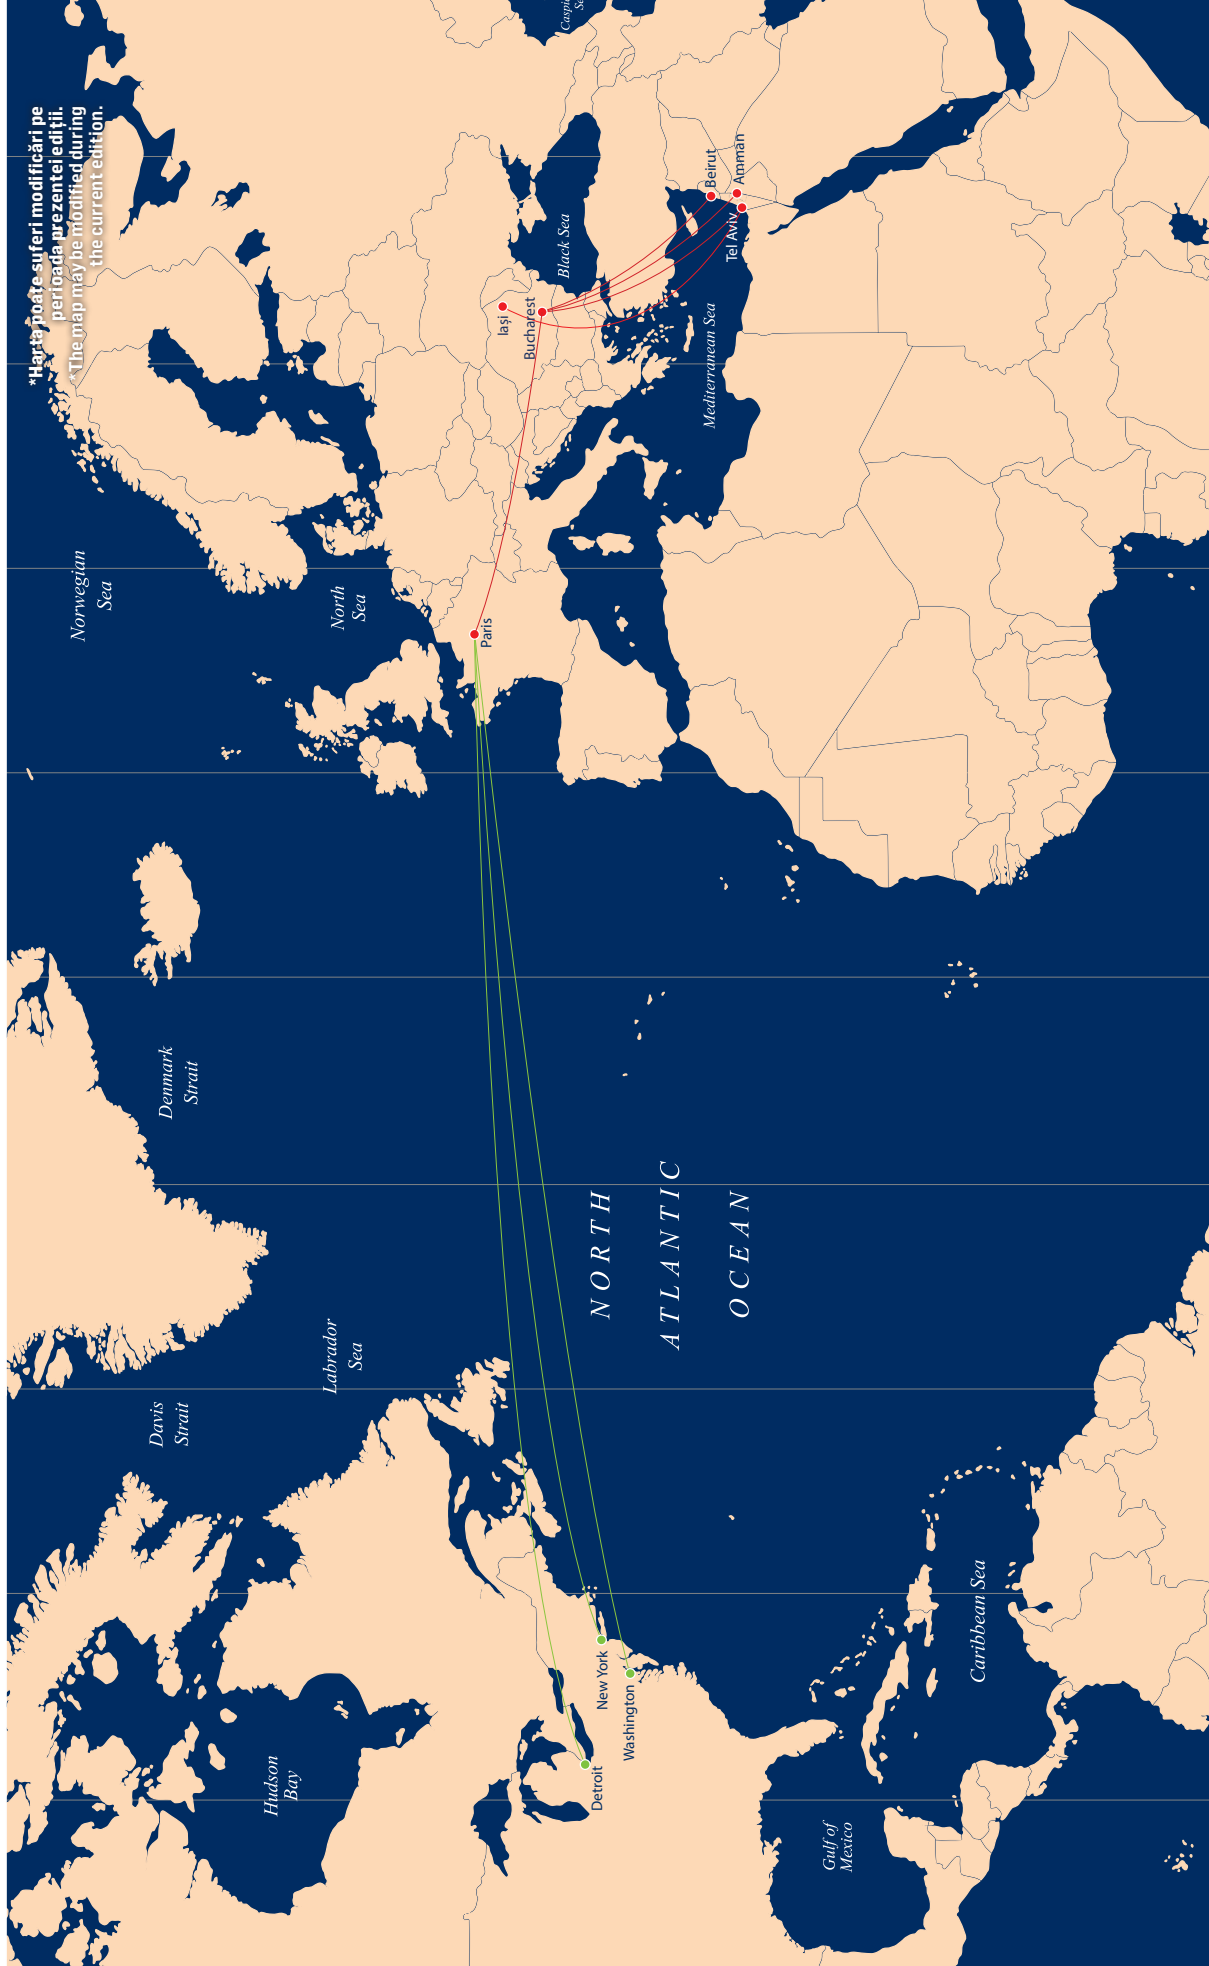 *Harta poate suferi modificări pe
perioada prezentei ediții.
*The map may be modified during
the current edition.
Norwegian
Sea
North
Sea
Denmark
Strait
Labrador
Sea
Davis
Strait
Hudson
Bay
Black Sea
Mediterranean Sea
Iași
Bucharest
Beirut
Amman
Tel Aviv
Paris
NORTH
ATLANTIC
OCEAN
New York
Washington
Detroit
Caribbean Sea
Gulf of
Mexico